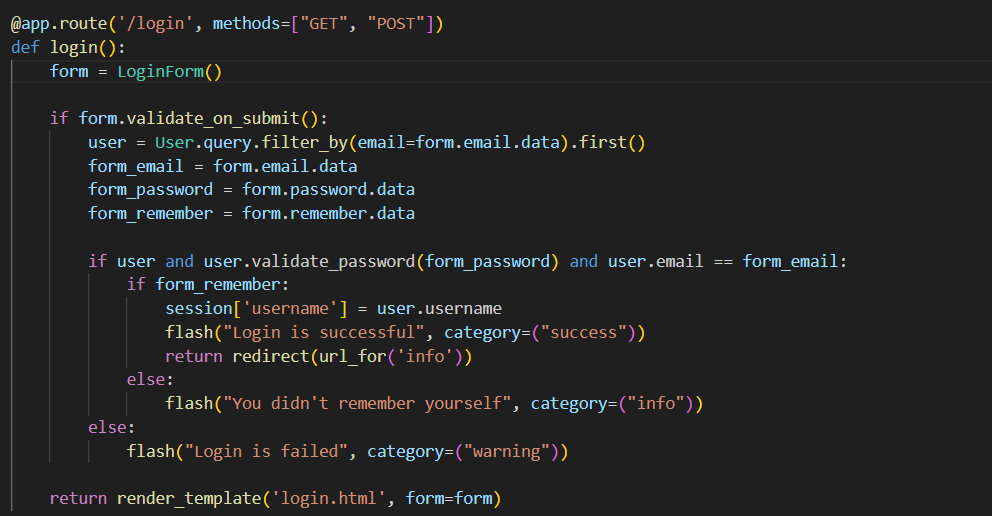 @app.route('/login', methods=["GET", "POST"])
def login():
    form = LoginForm()

    if form.validate_on_submit():
        user = User.query.filter_by(email=form.email.data).first()
        form_email = form.email.data
        form_password = form.password.data
        form_remember = form.remember.data

        if user and user.validate_password(form_password) and user.email == form_email:
            if form_remember:
                session['username'] = user.username
                flash("Login is successful", category=("success"))
                return redirect(url_for('info'))
            else:
                flash("You didn't remember yourself", category=("info"))
        else:
            flash("Login is failed", category=("warning"))

    return render_template('login.html', form=form)